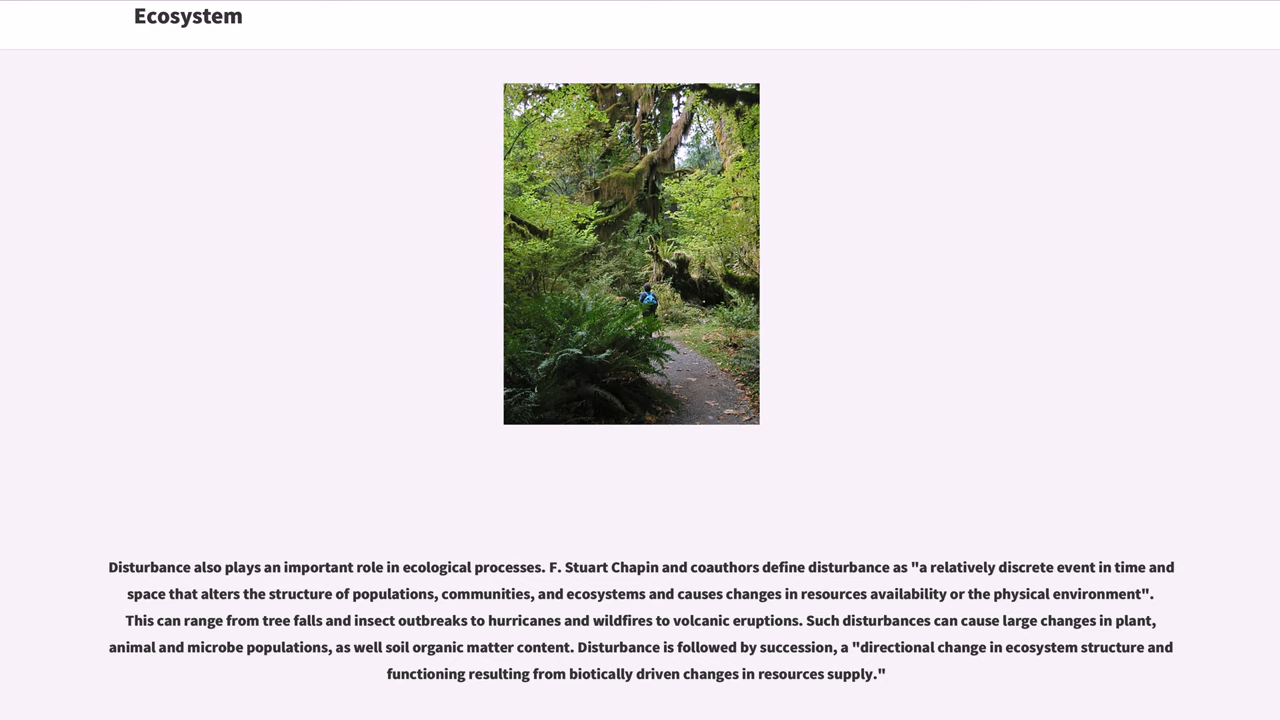 Ecosystem
Disturbance also plays an important role in ecological processes. F. Stuart Chapin and coauthors define disturbance as "a relatively discrete event in time and
space that alters the structure of populations, communities, and ecosystems and causes changes in resources availability or the physical environment".
This can range from tree falls and insect outbreaks to hurricanes and wildfires to volcanic eruptions. Such disturbances can cause large changes in plant,
animal and microbe populations, as well soil organic matter content. Disturbance is followed by succession, a "directional change in ecosystem structure and
functioning resulting from biotically driven changes in resources supply."